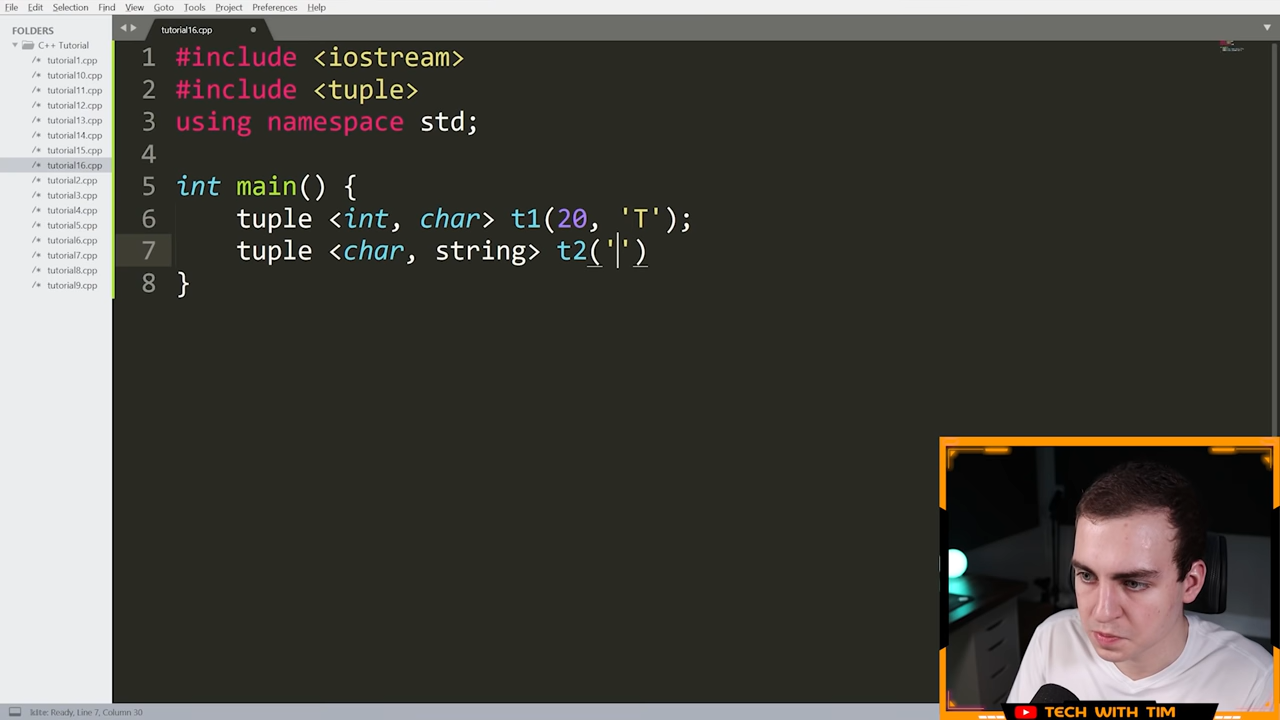 File Edit Selection Find View Goto Tools Project Preferences Help
FOLDERS
C++ Tutorial
tutorial1.cpp
tutorial10.cpp
tutorial11.cpp
tutorial12.cpp
tutorial13.cpp
tutorial14.cpp
tutorial15.cpp
tutorial16.cpp
tutorial2.cpp
tutorial3.cpp
tutorial4.cpp
tutorial5.cpp
tutorial6.cpp
tutorial7.cpp
tutorial8.cpp
tutorial9.cpp
tutorial16.cpp
1 #include <iostream>
2 #include <tuple>
3 using namespace std;
4
5 int main() {
6 tuple <int, char> t1(20, 'T');
7 tuple <char, string> t2('')
8 }
kite: Ready, Line 7, Column 30
TECH WITH TIM